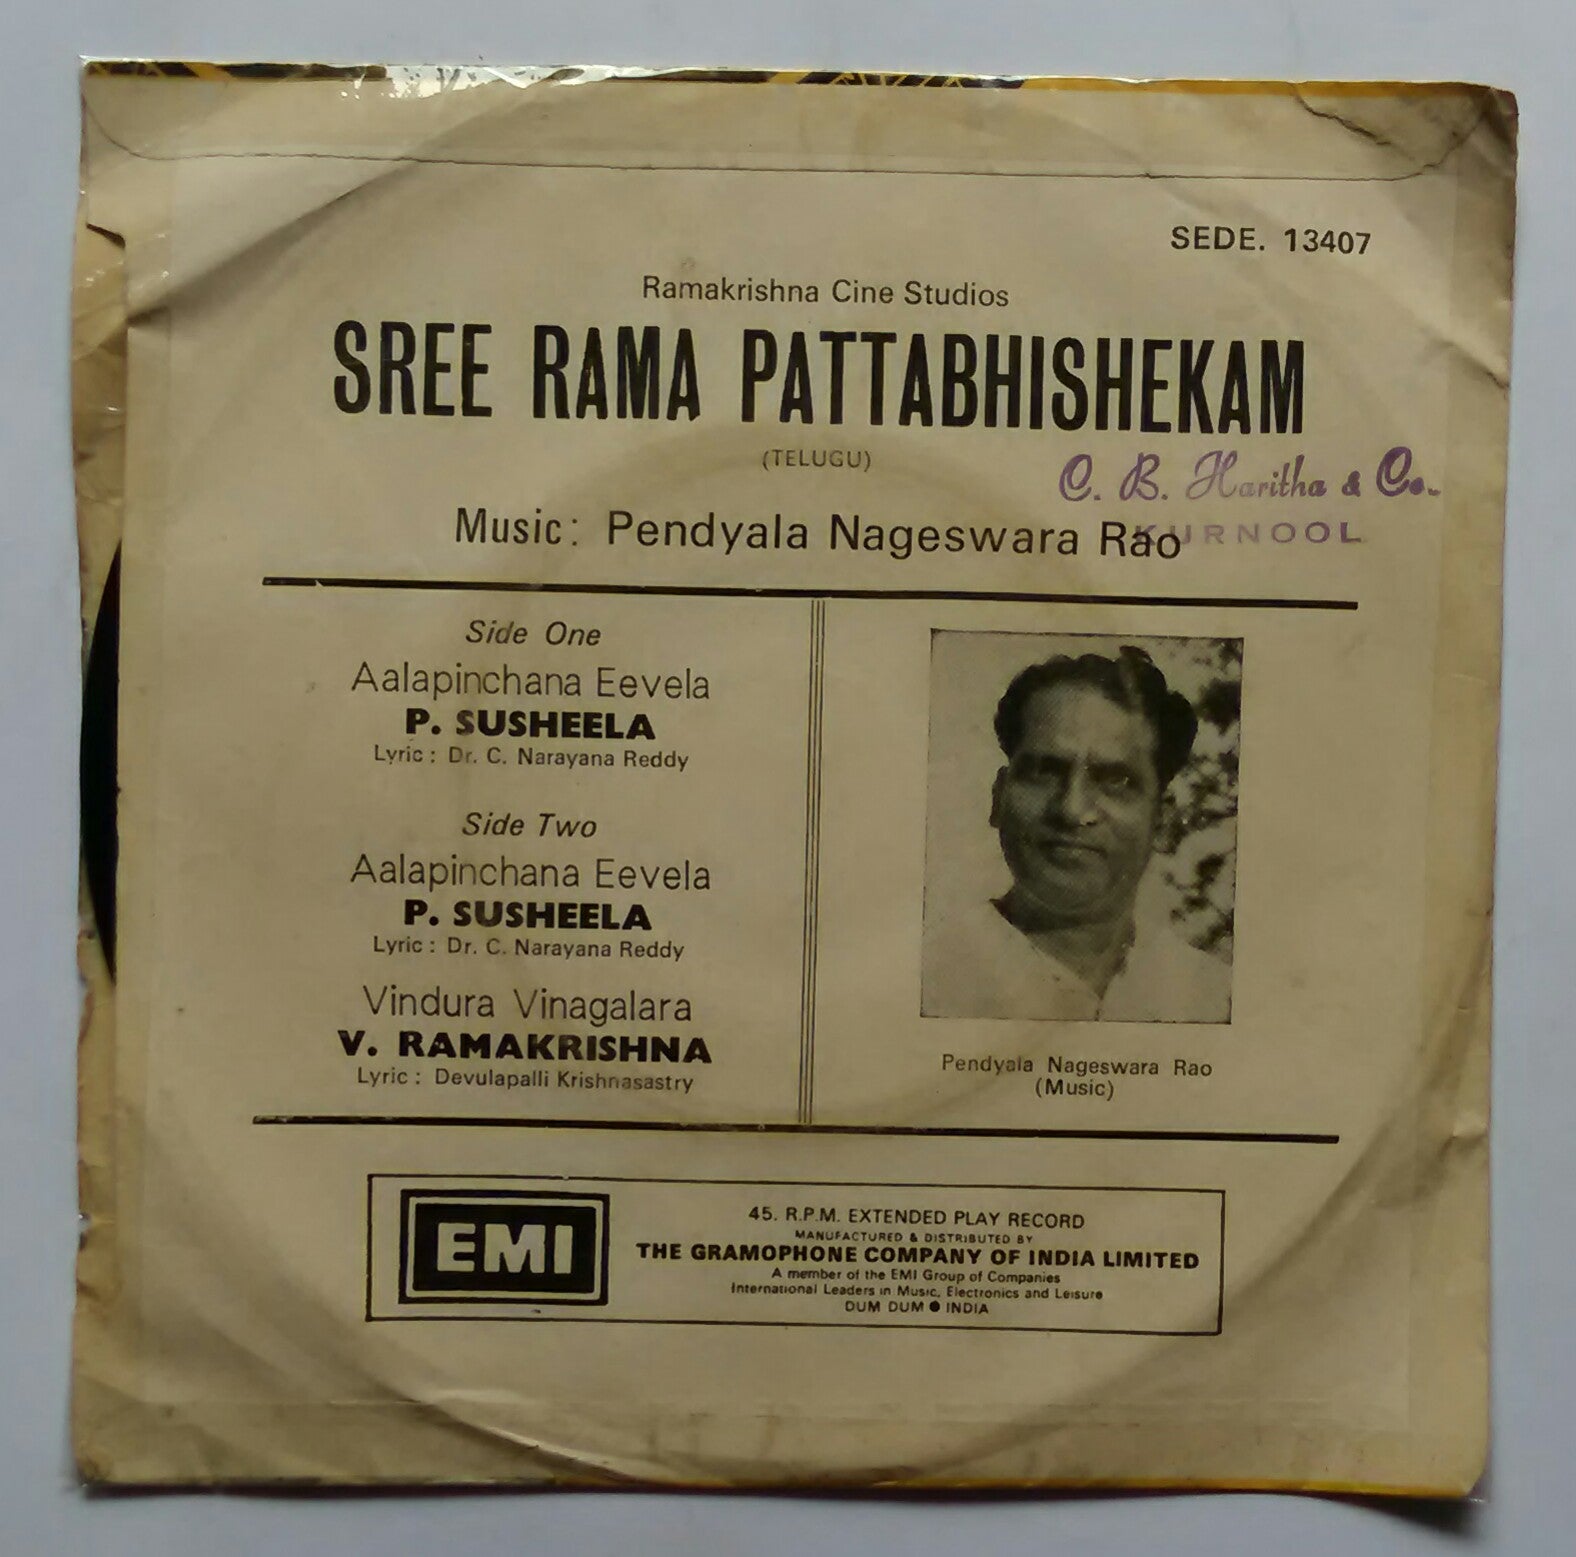 SEDE. 13407
Ramakrishna Cine Studios
SREE RAMA PATTABHISHEKAM
(TELUGU)
C. B. Haritha & Co.
KURNOOL
Music: Pendyala Nageswara Rao
Side One
Aalapinchana Eevela
P. SUSHEELA
Lyric : Dr. C. Narayana Reddy
Side Two
Aalapinchana Eevela
P. SUSHEELA
Lyric : Dr. C. Narayana Reddy
Vindura Vinagalara
V. RAMAKRISHNA
Lyric : Devulapalli Krishnasastry
Pendyala Nageswara Rao
(Music)
EMI
45. R.P.M. EXTENDED PLAY RECORD
MANUFACTURED & DISTRIBUTED BY
THE GRAMOPHONE COMPANY OF INDIA LIMITED
A member of the EMI Group of Companies
International Leaders in Music, Electronics and Leisure
DUM DUM ● INDIA